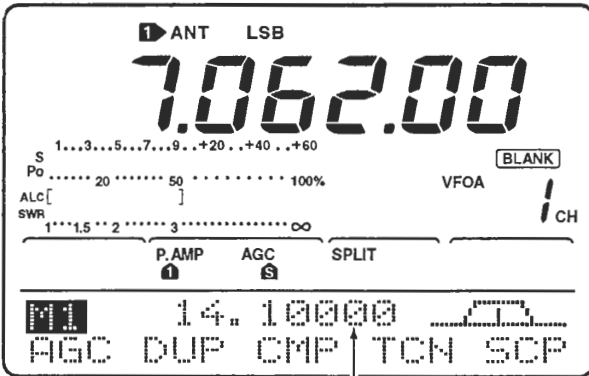 1 ANT LSB
7.062.00
S 1...3...5...7...9..+20..+40..+60
BLANK
Po ...... 20 ...... 50 .......... 100%
VFOA 1 CH
ALC [ ]
SWR 1....1.5..2......3..............∞
P.AMP AGC SPLIT
1 S
M1 14.10000
AGC DUP CMP TCN SCP